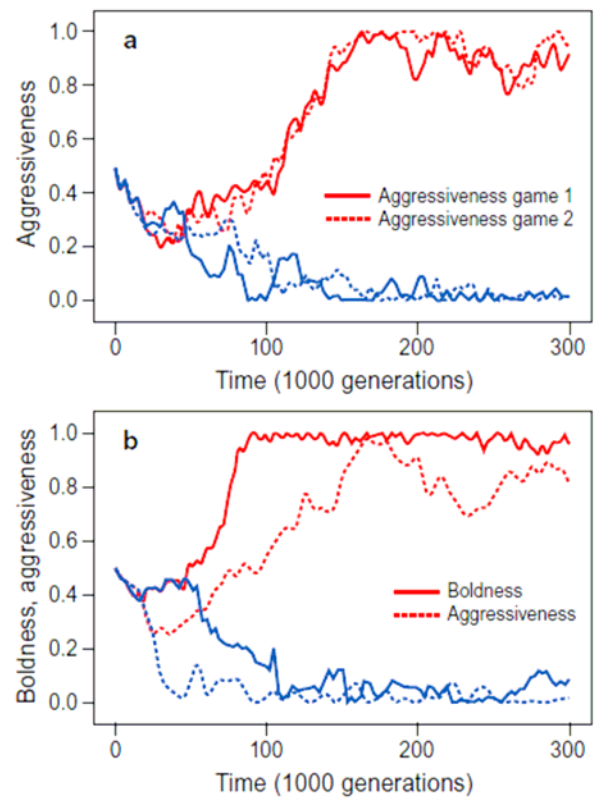 a
Aggressiveness
1.0
0.8
0.6
0.4
0.2
0.0
Aggressiveness game 1
Aggressiveness game 2
0 100 200 300
Time (1000 generations)
b
Boldness, aggressiveness
1.0
0.8
0.6
0.4
0.2
0.0
Boldness
Aggressiveness
0 100 200 300
Time (1000 generations)